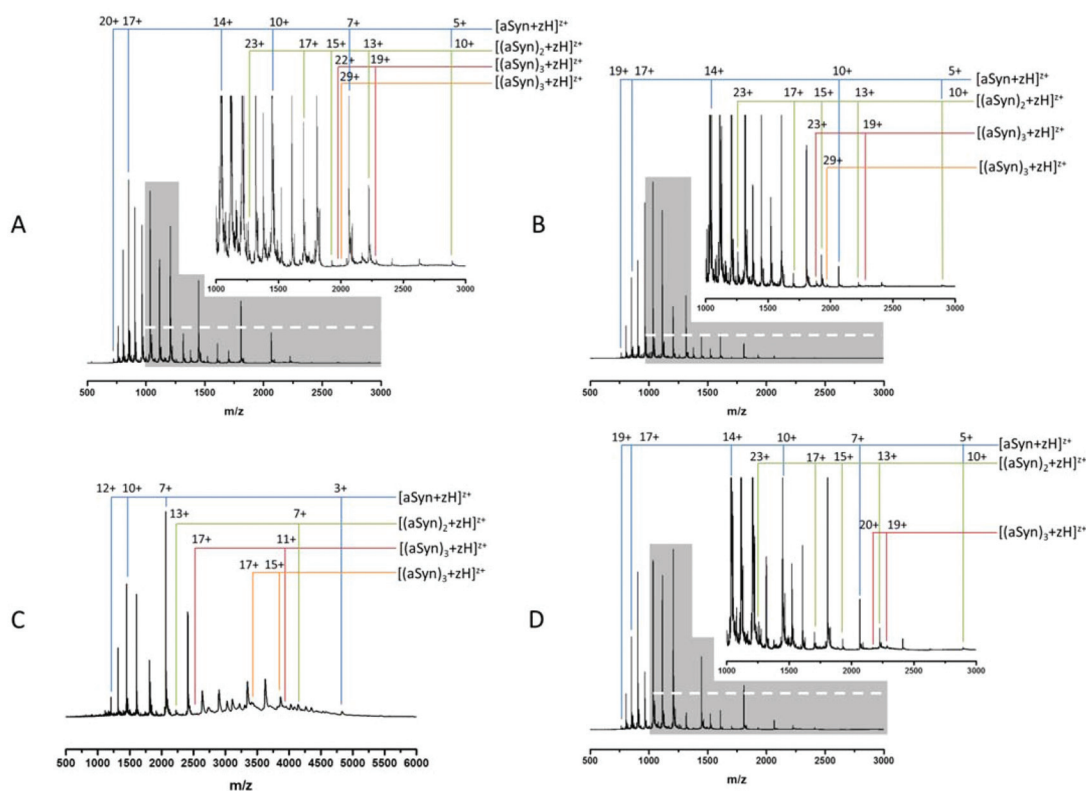 A
20+ 17+ 14+ 10+ 7+ 5+ [aSyn+zH]z+
23+ 17+ 15+ 13+ 10+ [(aSyn)2+zH]z+
22+ 19+ [(aSyn)3+zH]z+
29+ [(aSyn)3+zH]z+
1000 1500 2000 2500 3000
500 1000 1500 2000 2500 3000
m/z
B
19+ 17+ 14+ 10+ 5+ [aSyn+zH]z+
23+ 17+ 15+ 13+ 10+ [(aSyn)2+zH]z+
23+ 19+ [(aSyn)3+zH]z+
29+ [(aSyn)3+zH]z+
1000 1500 2000 2500 3000
500 1000 1500 2000 2500 3000
m/z
C
12+ 10+ 7+ 3+ [aSyn+zH]z+
13+ 7+ [(aSyn)2+zH]z+
17+ 11+ [(aSyn)3+zH]z+
17+ 15+ [(aSyn)3+zH]z+
500 1000 1500 2000 2500 3000 3500 4000 4500 5000 5500 6000
m/z
D
19+ 17+ 14+ 10+ 7+ 5+ [aSyn+zH]z+
23+ 17+ 15+ 13+ 10+ [(aSyn)2+zH]z+
20+ 19+ [(aSyn)3+zH]z+
1000 1500 2000 2500 3000
500 1000 1500 2000 2500 3000
m/z